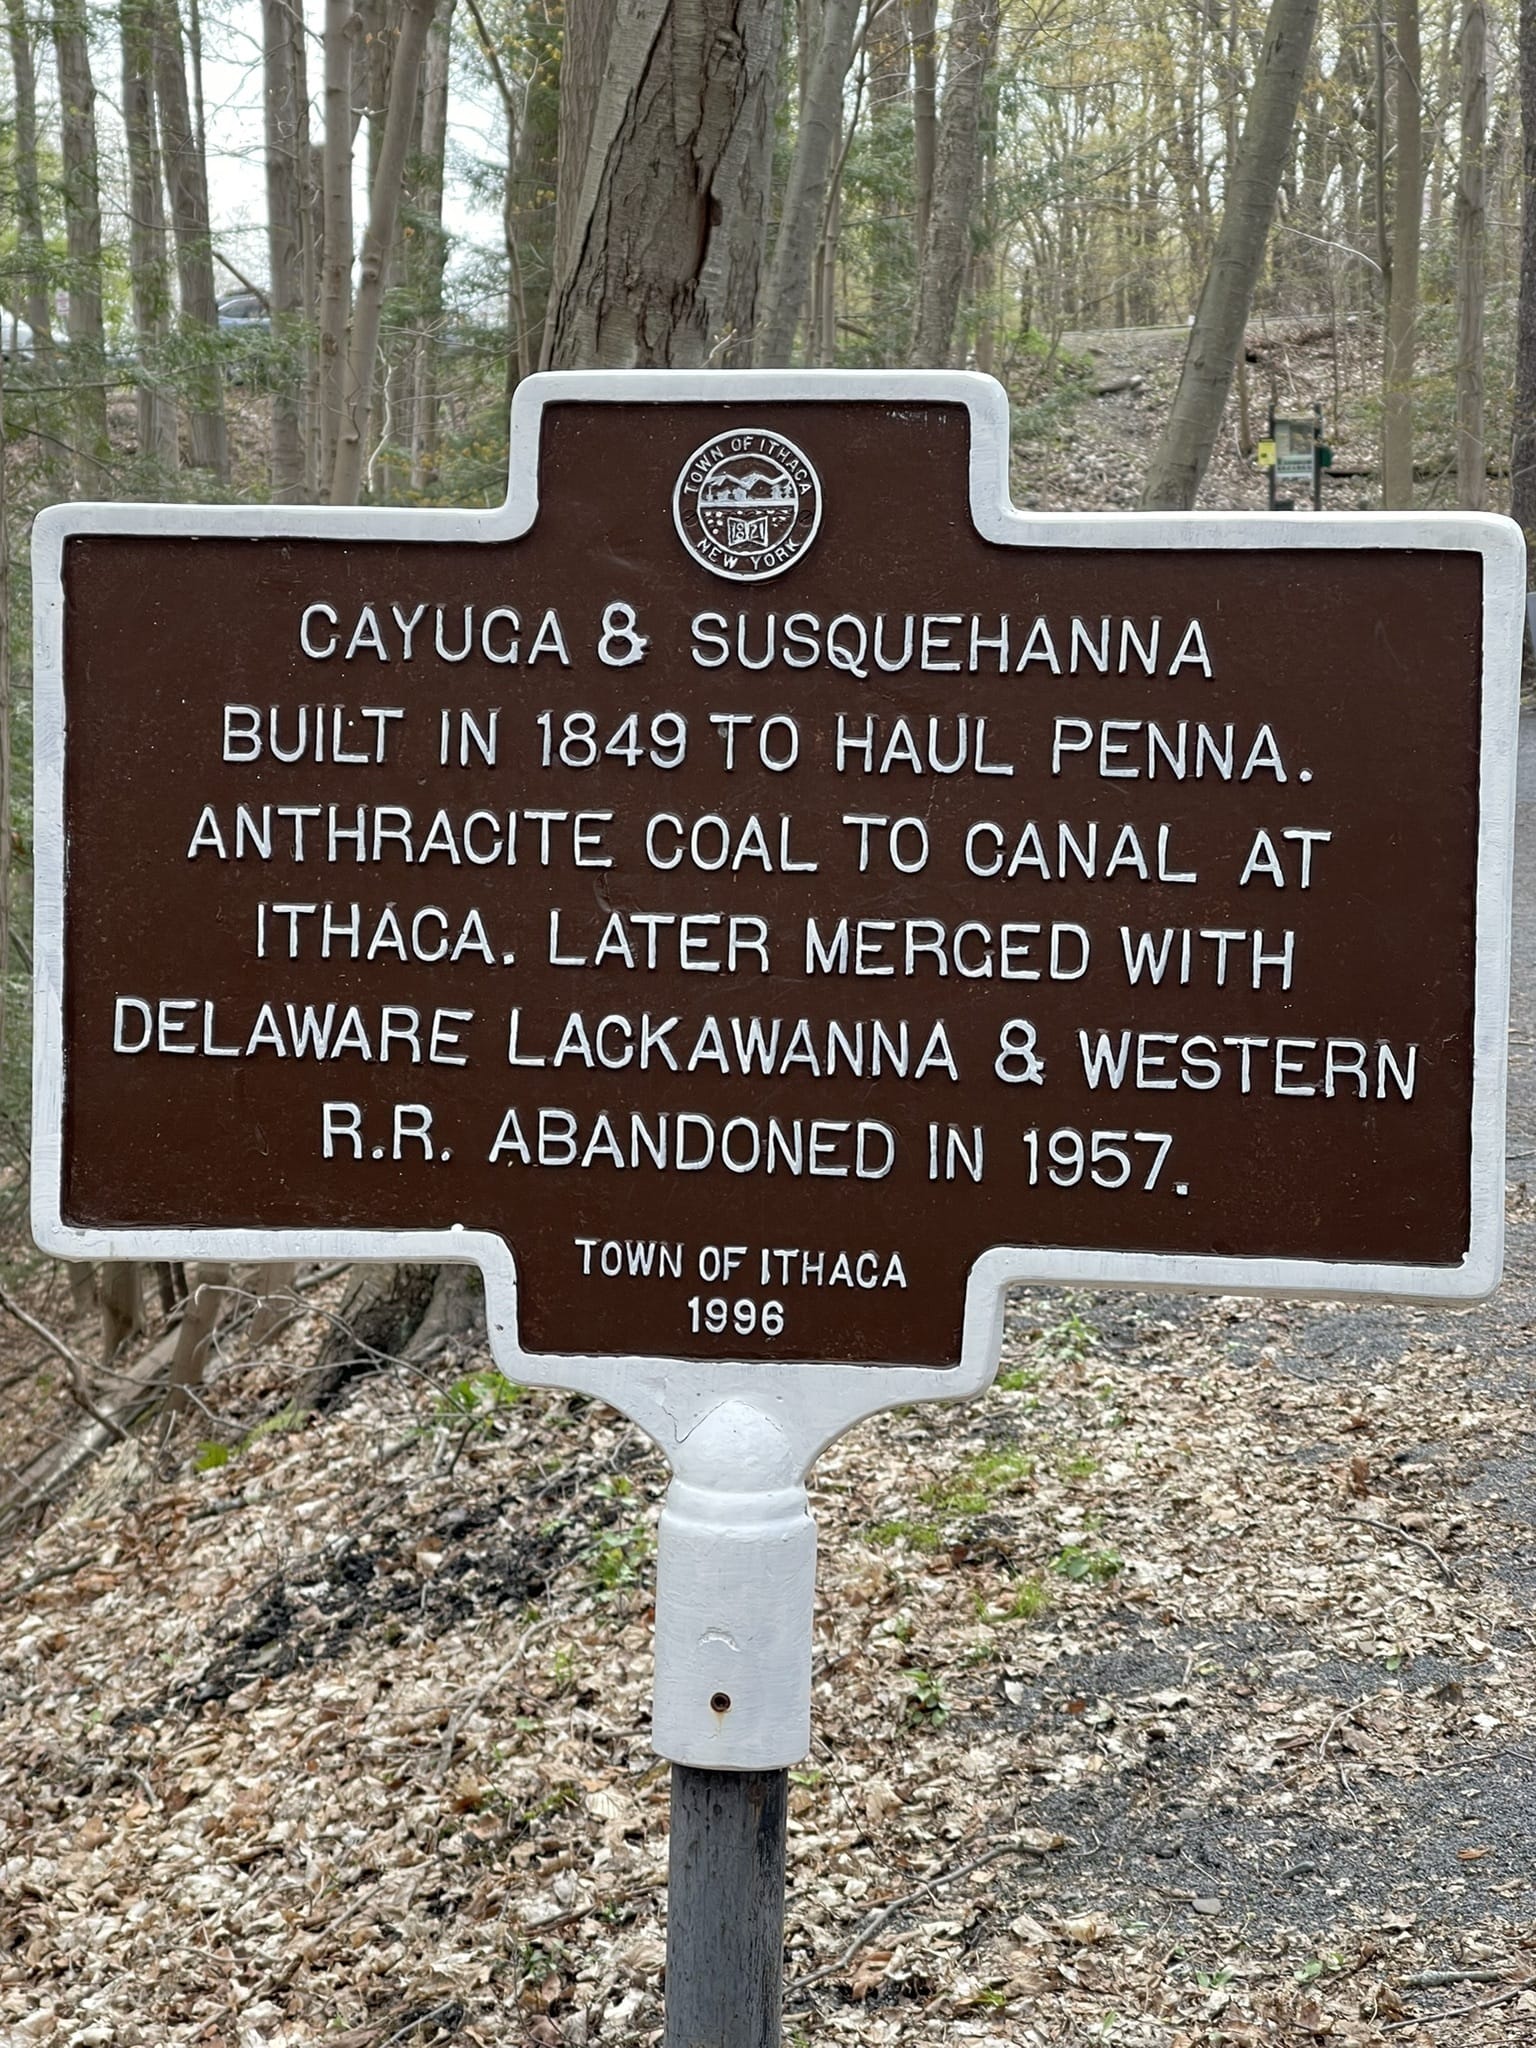 TOWN OF ITHACA
1821
NEW YORK
CAYUGA & SUSQUEHANNA
BUILT IN 1849 TO HAUL PENNA.
ANTHRACITE COAL TO CANAL AT
ITHACA. LATER MERGED WITH
DELAWARE LACKAWANNA & WESTERN
R.R. ABANDONED IN 1957.
TOWN OF ITHACA
1996